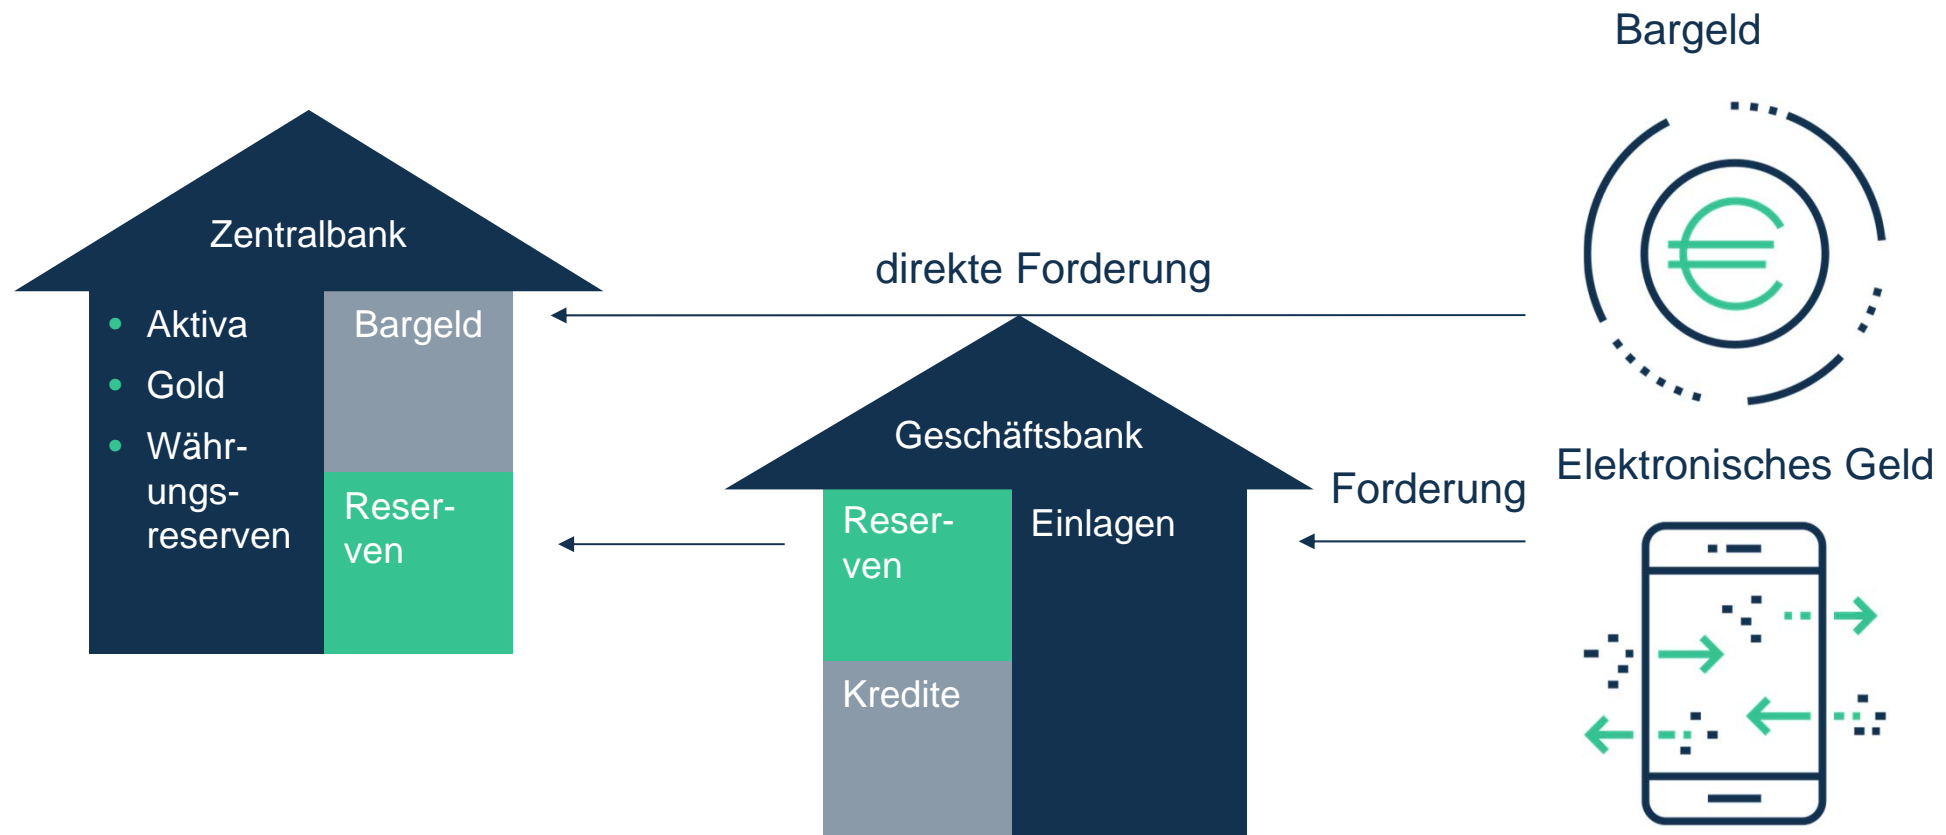 Bargeld
Zentralbank
Aktiva
Gold
Währ-
ungs-
reserven
Bargeld
Reser-
ven
direkte Forderung
Geschäftsbank
Reser-
ven
Kredite
Einlagen
Forderung
Elektronisches Geld